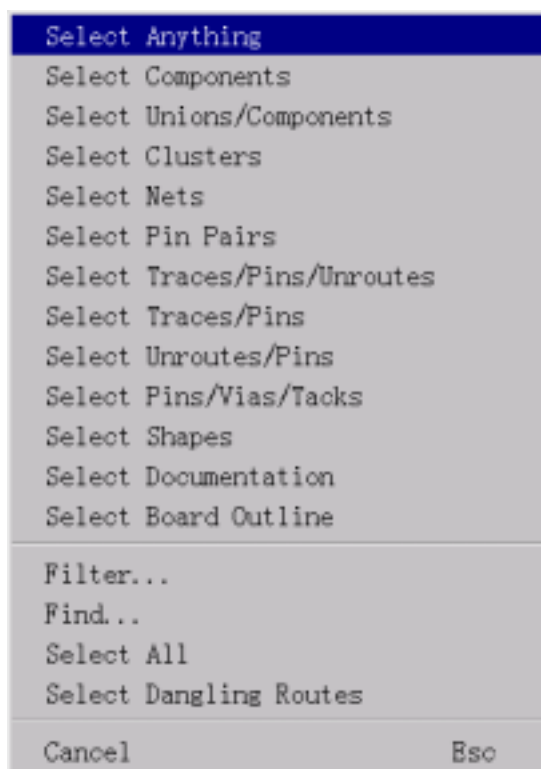 Select Anything
Select Components
Select Unions/Components
Select Clusters
Select Nets
Select Pin Pairs
Select Traces/Pins/Unroutes
Select Traces/Pins
Select Unroutes/Pins
Select Pins/Vias/Tacks
Select Shapes
Select Documentation
Select Board Outline
Filter...
Find...
Select All
Select Dangling Routes
Cancel Esc